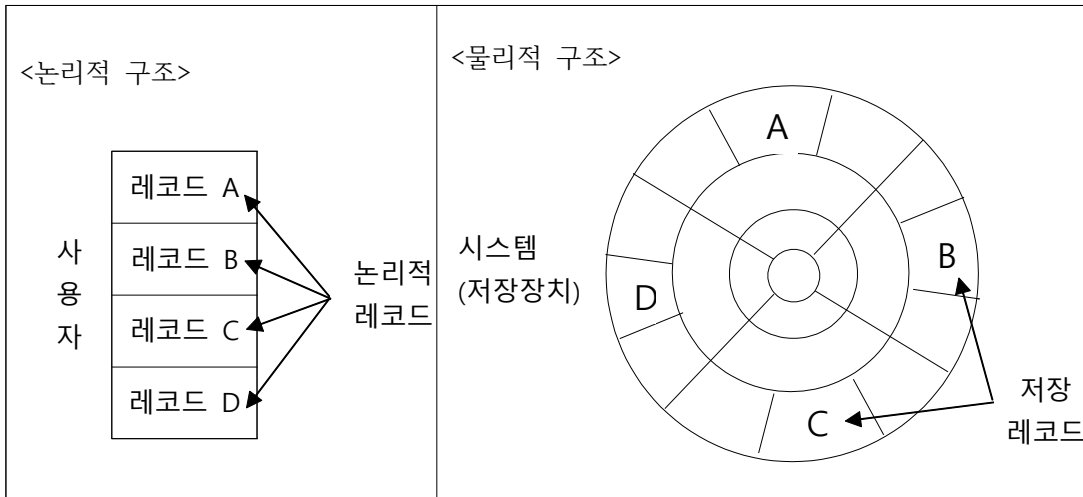 <논리적 구조>
레코드 A
레코드 B
레코드 C
레코드 D
사
용
자
논리적
레코드
<물리적 구조>
시스템
(저장장치)
A
B
C
D
저장
레코드